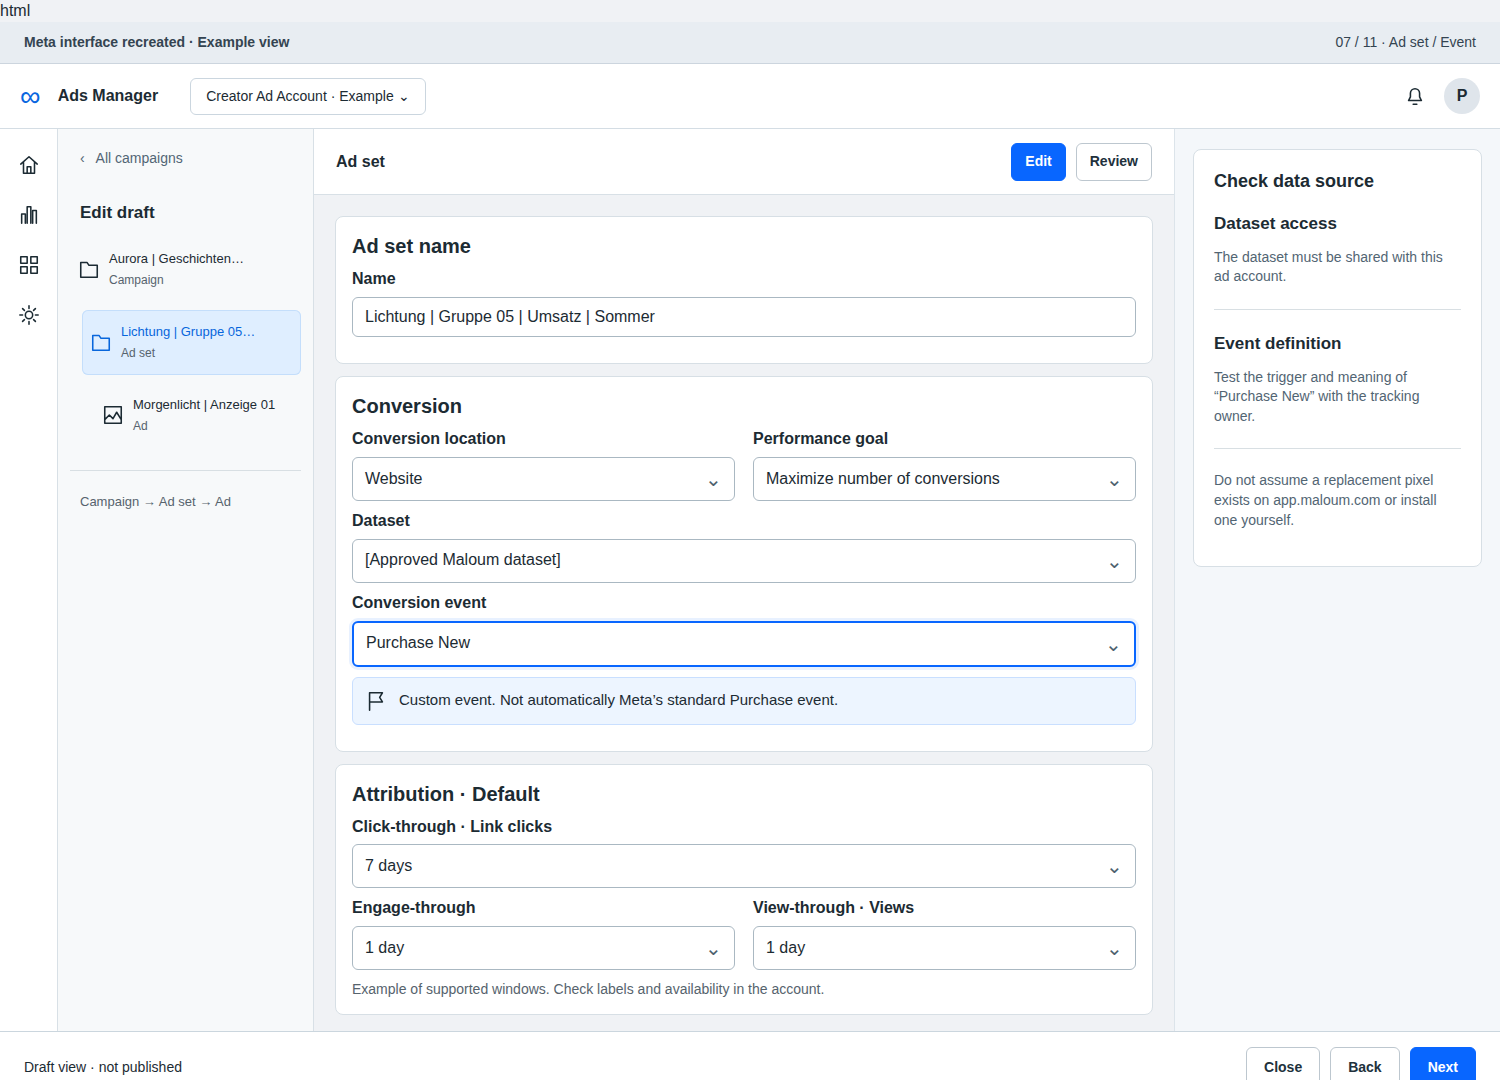 html
Meta interface recreated · Example view
07 / 11 · Ad set / Event
Ads Manager
Creator Ad Account · Example
P
‹ All campaigns
Edit draft
Aurora | Geschichten…
Campaign
Lichtung | Gruppe 05…
Ad set
Morgenlicht | Anzeige 01
Ad
Campaign → Ad set → Ad
Ad set
Edit
Review
Ad set name
Name
Lichtung | Gruppe 05 | Umsatz | Sommer
Conversion
Conversion location
Performance goal
Website
Maximize number of conversions
Dataset
[Approved Maloum dataset]
Conversion event
Purchase New
Custom event. Not automatically Meta’s standard Purchase event.
Attribution · Default
Click-through · Link clicks
7 days
Engage-through
View-through · Views
1 day
1 day
Example of supported windows. Check labels and availability in the account.
Check data source
Dataset access
The dataset must be shared with this
ad account.
Event definition
Test the trigger and meaning of
“Purchase New” with the tracking
owner.
Do not assume a replacement pixel
exists on app.maloum.com or install
one yourself.
Draft view · not published
Close
Back
Next